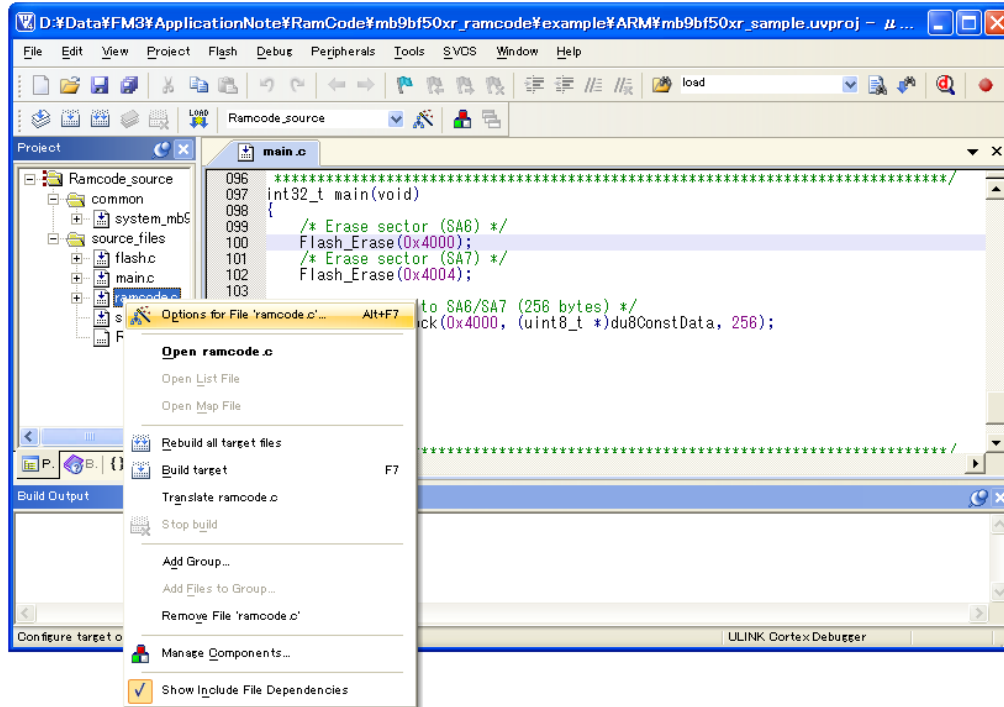 D:¥Data¥FM3¥ApplicationNote¥RamCode¥mb9bf50xr_ramcode¥example¥ARM¥mb9bf50xr_sample.uvproj - µ ...
File Edit View Project Flash Debug Peripherals Tools SVCS Window Help
load
LOAD Ramcode_source
Project
main.c
Ramcode_source
common
system_mb9
source_files
flash.c
main.c
ramcode.c
s
R
096 ******************************************************************************/
097 int32_t main(void)
098 {
099 /* Erase sector (SA6) */
100 Flash_Erase(0x4000);
101 /* Erase sector (SA7) */
102 Flash_Erase(0x4004);
103
to SA6/SA7 (256 bytes) */
ck(0x4000, (uint8_t *)du8ConstData, 256);
*************************************************************/
P. B. {}
Options for File 'ramcode.c'... Alt+F7
Open ramcode.c
Open List File
Open Map File
Rebuild all target files
Build target F7
Translate ramcode.c
Stop build
Add Group...
Add Files to Group...
Remove File 'ramcode.c'
Manage Components...
Show Include File Dependencies
Build Output
Configure target o
ULINK Cortex Debugger